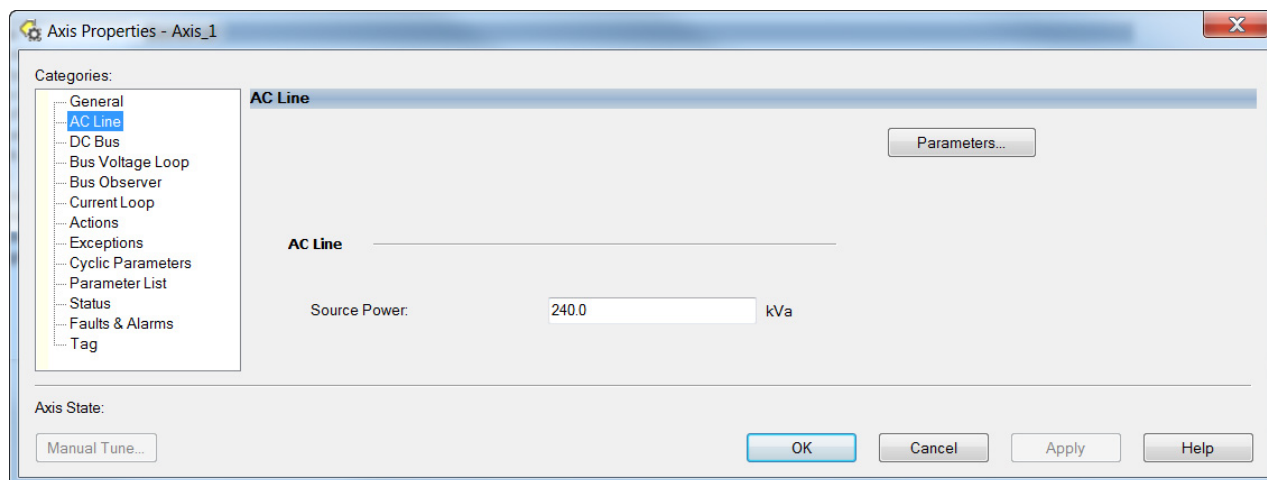 Axis Properties - Axis_1
X
Categories:
General
AC Line
DC Bus
Bus Voltage Loop
Bus Observer
Current Loop
Actions
Exceptions
Cyclic Parameters
Parameter List
Status
Faults & Alarms
Tag
AC Line
Parameters...
AC Line
Source Power: 240.0 kVa
Axis State:
Manual Tune... OK Cancel Apply Help